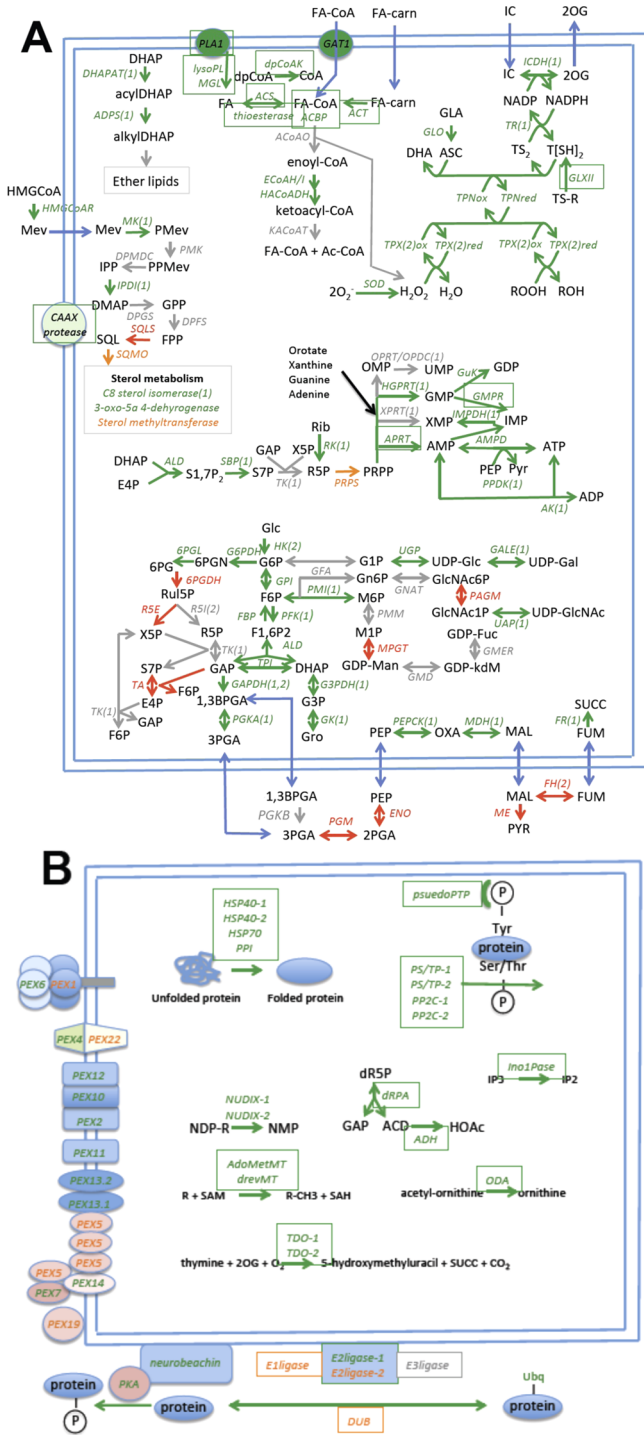 A
FA-CoA
FA-carn
IC
2OG
PLA1
GAT1
DHAP
DHAPAT(1)
acylDHAP
ADPS(1)
alkylDHAP
Ether lipids
lysoPL
MGL
dpCoAK
dpCoA
CoA
FA
ACS
thioesterase
FA-CoA
ACBP
ACT
FA-carn
ACoAO
enoyl-CoA
ECoAH/I
HACoADH
ketoacyl-CoA
KACoAT
FA-CoA + Ac-CoA
ICDH(1)
IC
2OG
NADP
NADPH
TR(1)
GLA
GLO
DHA
ASC
TS2
T[SH]2
GLXII
TS-R
TPNox
TPNred
TPX(2)ox
TPX(2)red
TPX(2)ox
TPX(2)red
2O2-
SOD
H2O2
H2O
ROOH
ROH
HMGCoA
HMGCoAR
Mev
Mev
MK(1)
PMev
PMK
DPMDC
IPP
PPMev
IPDI(1)
DMAP
GPP
DPGS
DPFS
CAAX
protease
SQL
SQLS
FPP
SQMO
Sterol metabolism
C8 sterol isomerase(1)
3-oxo-5a 4-dehyrogenase
Sterol methyltransferase
Orotate
Xanthine
Guanine
Adenine
OMP
OPRT/OPDC(1)
UMP
HGPRT(1)
GMP
GuK
GDP
GMPR
XPRT(1)
XMP
IMPDH(1)
IMP
APRT
AMP
AMPD
ATP
PEP
Pyr
PPDK(1)
ADP
AK(1)
DHAP
ALD
E4P
S1,7P2
SBP(1)
S7P
GAP
X5P
TK(1)
Rib
RK(1)
R5P
PRPS
PRPP
Glc
HK(2)
6PG
6PGL
6PGN
G6PDH
G6P
G1P
UGP
UDP-Glc
GALE(1)
UDP-Gal
6PGDH
GPI
GFA
Gn6P
GNAT
GlcNAc6P
Rul5P
F6P
PMI(1)
M6P
PAGM
R5E
R5I(2)
FBP
PFK(1)
PMM
GlcNAc1P
UAP(1)
UDP-GlcNAc
X5P
R5P
F1,6P2
M1P
GDP-Fuc
TK(1)
ALD
MPGT
GMER
S7P
GAP
TPI
DHAP
GDP-Man
GMD
GDP-kdM
TA
F6P
GAPDH(1,2)
G3PDH(1)
E4P
1,3BPGA
G3P
TK(1)
GAP
PGKA(1)
GK(1)
F6P
3PGA
Gro
PEP
PEPCK(1)
OXA
MDH(1)
MAL
SUCC
FR(1)
FUM
1,3BPGA
PGKB
3PGA
PGM
PEP
ENO
2PGA
MAL
FH(2)
FUM
ME
PYR
B
HSP40-1
HSP40-2
HSP70
PPI
Unfolded protein
Folded protein
psuedoPTP
P
Tyr
protein
Ser/Thr
P
PS/TP-1
PS/TP-2
PP2C-1
PP2C-2
PEX6
PEX1
PEX4
PEX22
PEX12
PEX10
PEX2
PEX11
PEX13.2
PEX13.1
PEX5
PEX5
PEX5
PEX5
PEX14
PEX7
PEX19
IP3
Ino1Pase
IP2
NUDIX-1
NUDIX-2
NDP-R
NMP
dR5P
dRPA
GAP
ACD
ADH
HOAc
AdoMetMT
drevMT
R + SAM
R-CH3 + SAH
acetyl-ornithine
ODA
ornithine
TDO-1
TDO-2
thymine + 2OG + O2
5-hydroxymethyluracil + SUCC + CO2
neurobeachin
PKA
protein
P
protein
E1ligase
E2ligase-1
E2ligase-2
E3ligase
DUB
Ubq
protein